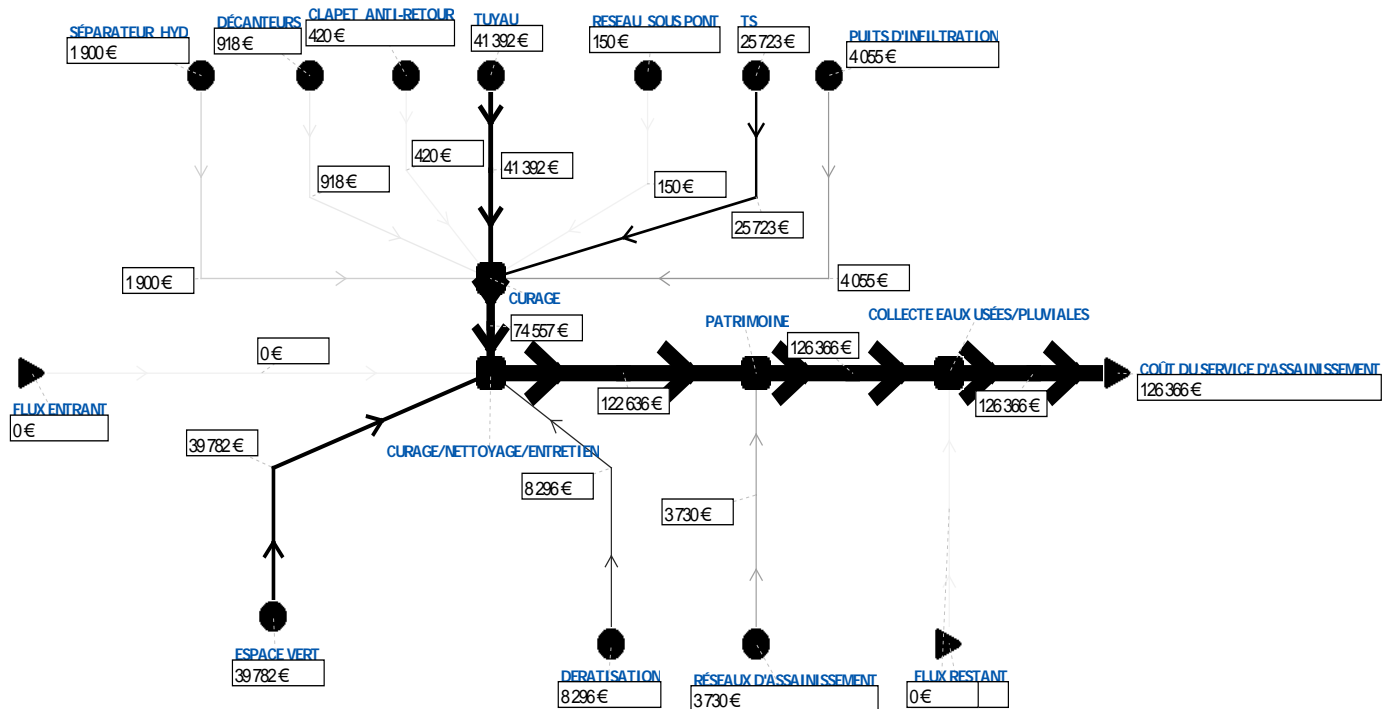 SÉPARATEUR HYD
1 900 €
DÉCANTEURS
918 €
CLAPET ANTI-RETOUR
420 €
TUYAU
41 392 €
RESEAU SOUS PONT
150 €
TS
25 723 €
PUITS D'INFILTRATION
4 055 €
420 €
918 €
41 392 €
150 €
25 723 €
1 900 €
4 055 €
CURAGE
74 557 €
PATRIMOINE
COLLECTE EAUX USÉES/PLUVIALES
0 €
126 366 €
FLUX ENTRANT
0 €
122 636 €
126 366 €
COÛT DU SERVICE D'ASSAINISSEMENT
126 366 €
39 782 €
CURAGE/NETTOYAGE/ENTRETIEN
8 296 €
3 730 €
ESPACE VERT
39 782 €
DERATISATION
8 296 €
RÉSEAUX D'ASSAINISSEMENT
3 730 €
FLUX RESTANT
0 €